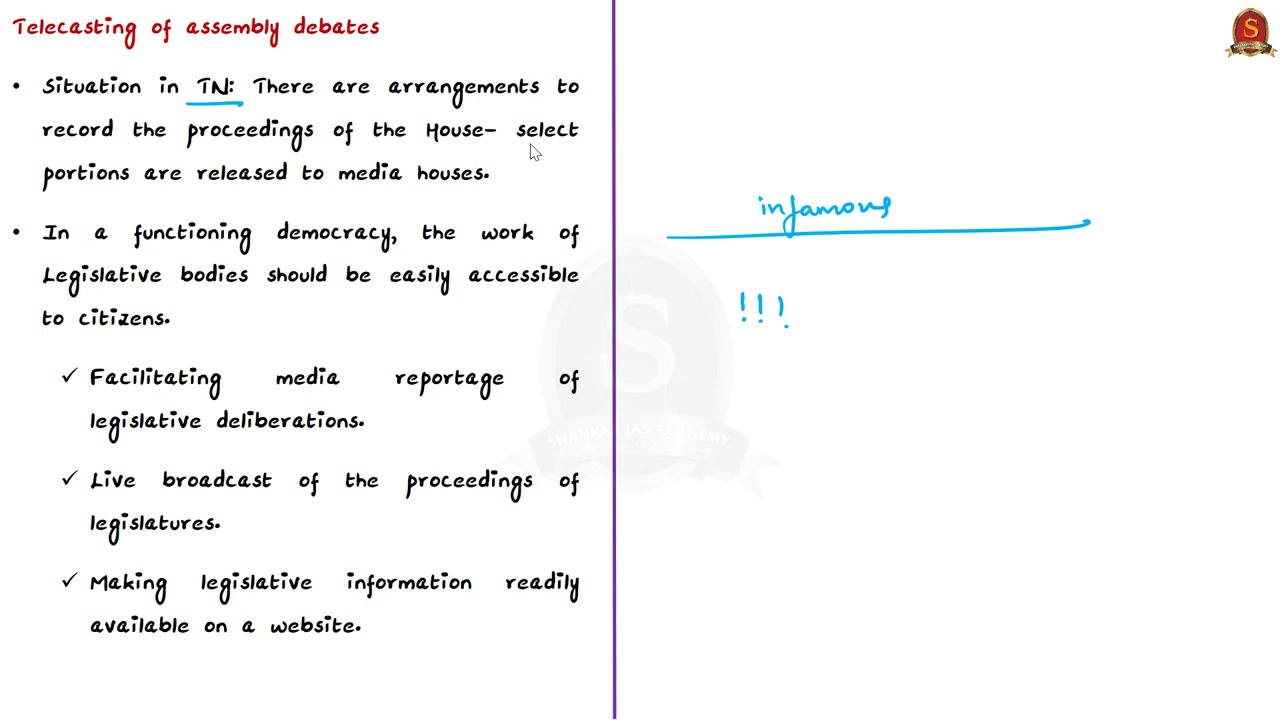 Telecasting of assembly debates
• Situation in TN: There are arrangements to
record the proceedings of the House- select
portions are released to media houses.
• In a functioning democracy, the work of
Legislative bodies should be easily accessible
to citizens.
✓ Facilitating media reportage of
legislative deliberations.
✓ Live broadcast of the proceedings of
legislatures.
✓ Making legislative information readily
available on a website.
infamous
!!!
SHANKAR IAS ACADEMY